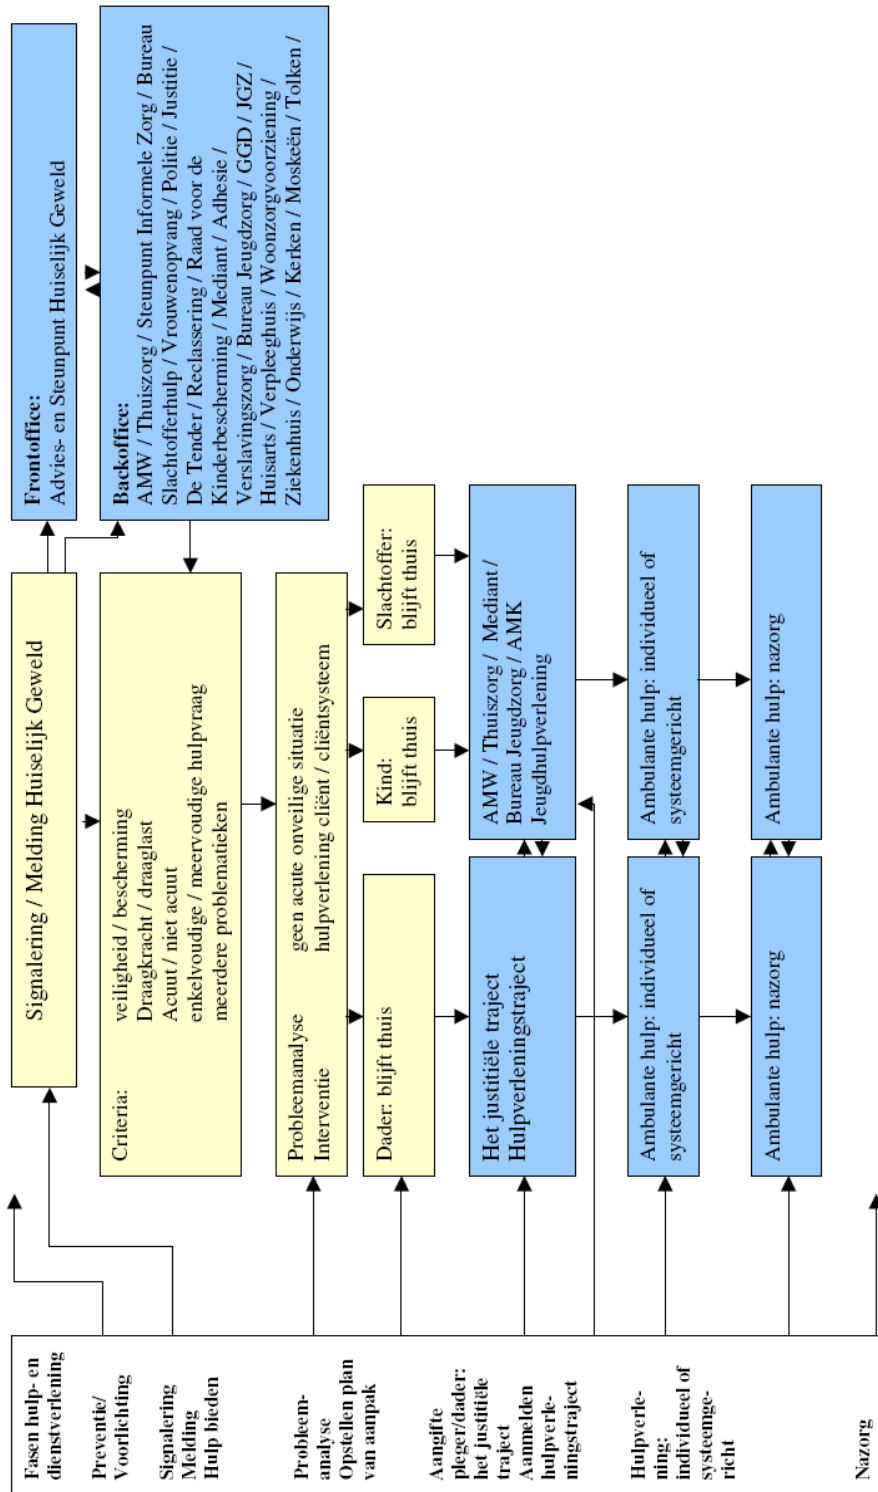 Fasen hulp- en
dienstverlening
Preventie/
Voorlichting
Signalering
Melding
Hulp bieden
Probleem-
analyse
Opstellen plan
van aanpak
Aangifte
pleger/dader:
het justitiële
traject
Aanmelden
hulpverle-
ningstraject
Hulpverle-
ning:
individueel of
systeemge-
richt
Nazorg
Signalering / Melding Huiselijk Geweld
Frontoffice:
Advies- en Steunpunt Huiselijk Geweld
Criteria: veiligheid / bescherming
Draagkracht / draaglast
Acuut / niet acuut
enkelvoudige / meervoudige hulpvraag
meerdere problematieken
Backoffice:
AMW / Thuiszorg / Steunpunt Informele Zorg / Bureau
Slachtofferhulp / Vrouwenopvang / Politie / Justitie /
De Tender / Reclassering / Raad voor de
Kinderbescherming / Mediant / Adhesie /
Verslavingszorg / Bureau Jeugdzorg / GGD / JGZ /
Huisarts / Verpleeghuis / Woonzorgvoorziening /
Ziekenhuis / Onderwijs / Kerken / Moskeën / Tolken /
Probleemanalyse geen acute onveilige situatie
Interventie hulpverlening cliënt / cliëntsysteem
Dader: blijft thuis
Kind:
blijft thuis
Slachtoffer:
blijft thuis
Het justitiële traject
Hulpverleningstraject
AMW / Thuiszorg / Mediant /
Bureau Jeugdzorg / AMK
Jeugdhulpverlening
Ambulante hulp: individueel of
systeemgericht
Ambulante hulp: individueel of
systeemgericht
Ambulante hulp: nazorg
Ambulante hulp: nazorg